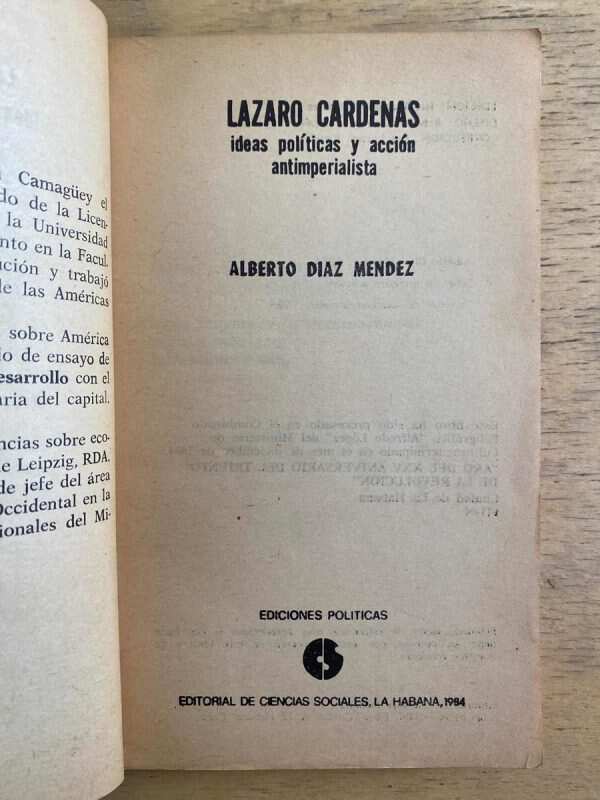 Camagüey el
do de la Licen-
la Universidad
nto en la Facul.
ución y trabajó
de las Américas
sobre América
io de ensayo de
esarrollo con el
aria del capital.
ncias sobre eco-
e Leipzig, RDA.
de jefe del área
Occidental en la
ionales del Mi-
LAZARO CARDENAS
ideas políticas y acción
antimperialista
ALBERTO DIAZ MENDEZ
EDICIONES POLITICAS
EDITORIAL DE CIENCIAS SOCIALES, LA HABANA, 1984